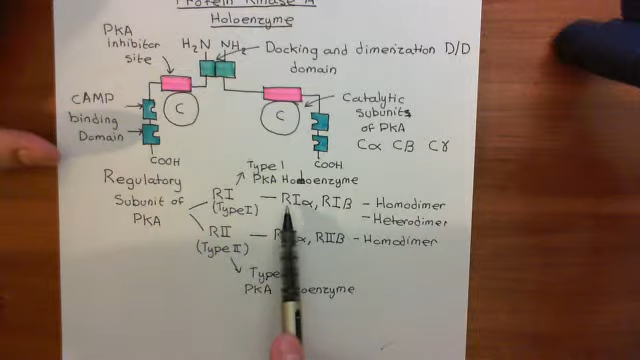 Protein Kinase A
Holoenzyme
PKA
inhibitor
site
H₂N NH₂
Docking and dimerization D/D
domain
CAMP
binding
Domain
C
C
Catalytic
Subunits
of PKA
Cα Cβ Cγ
COOH
COOH
Regulatory
Subunit of
PKA
Type I
PKA Holoenzyme
RI
(Type I)
RIα, RIβ - Homodimer
- Heterodimer
RII
(Type II)
RIIβ - Homodimer
Type
PKA